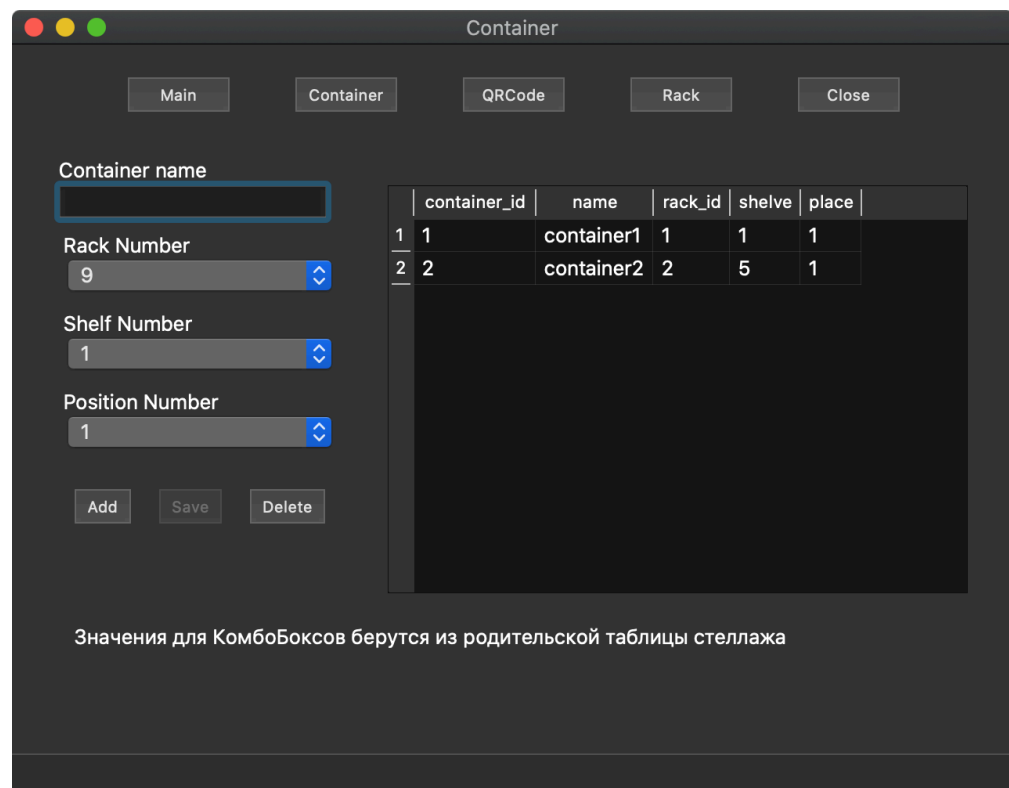 Container
Main Container QRCode Rack Close
Container name
container_id name rack_id shelve place
1 1 container1 1 1 1
2 2 container2 2 5 1
Rack Number
9
Shelf Number
1
Position Number
1
Add Save Delete
Значения для КомбоБоксов берутся из родительской таблицы стеллажа